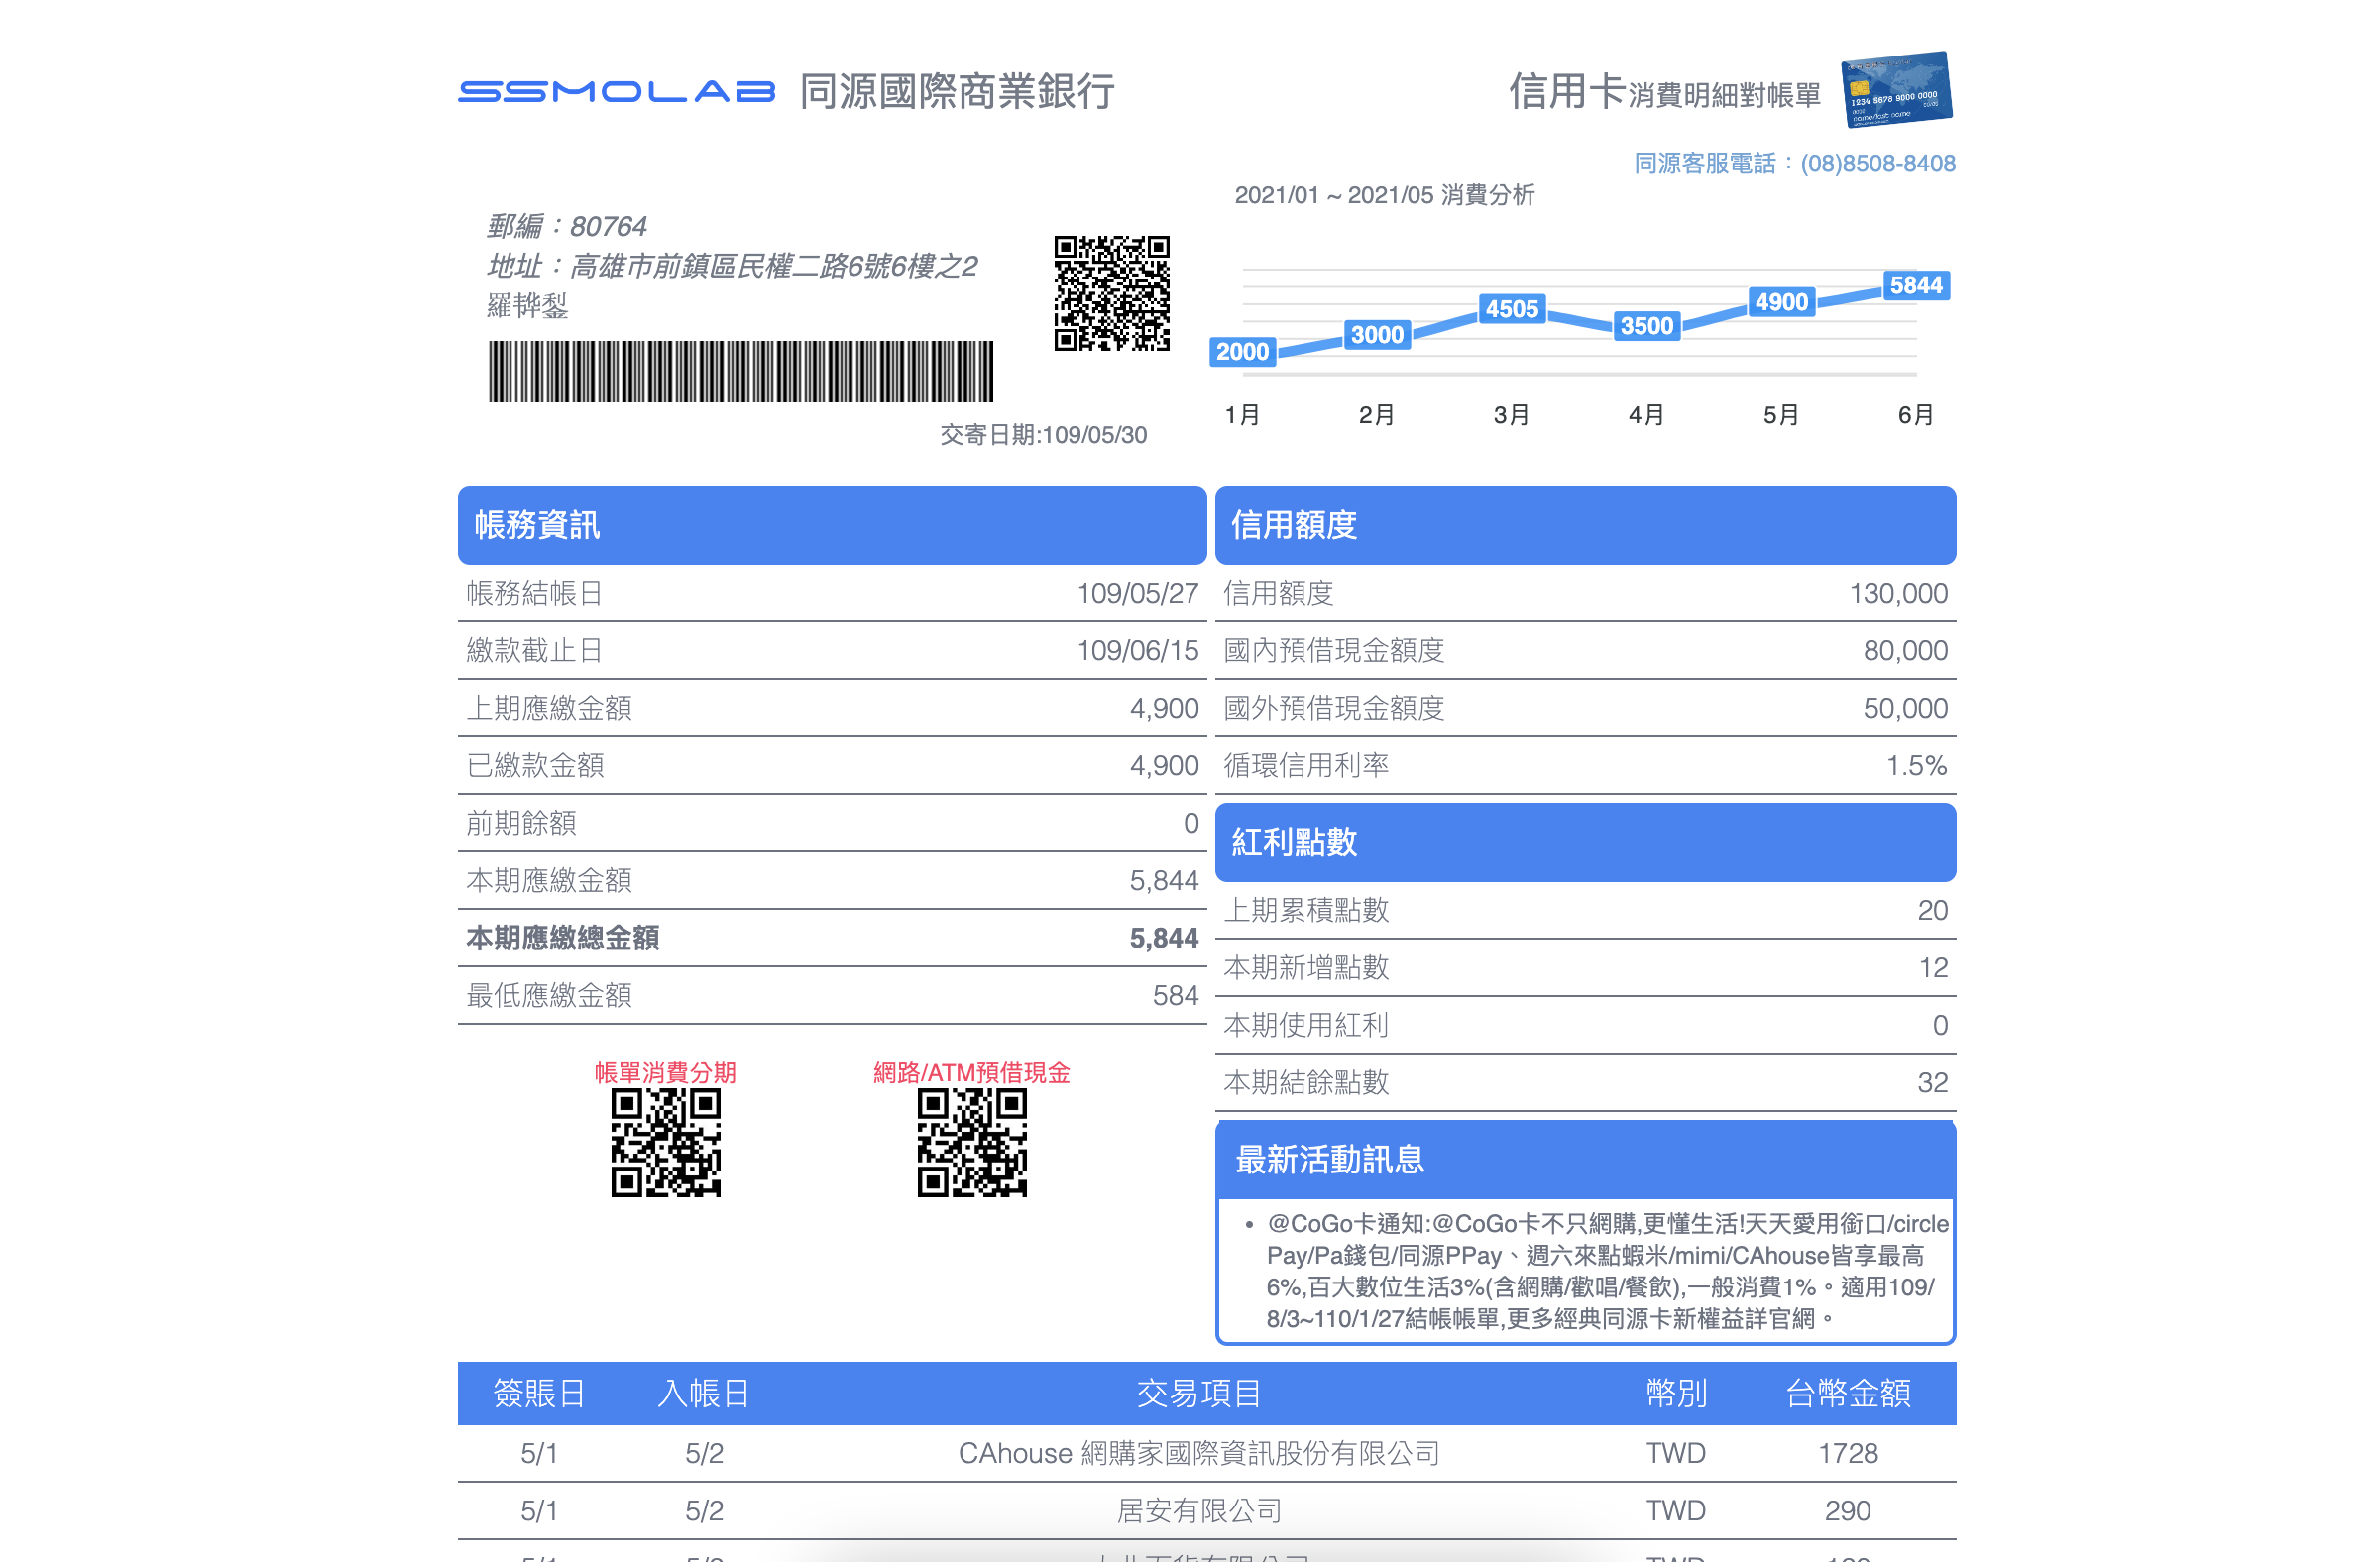 SSMOLAB 同源國際商業銀行
信用卡消費明細對帳單
1234 5678 9000 0000
同源客服電話：(08)8508-8408
郵編：80764
地址：高雄市前鎮區民權二路6號6樓之2
交寄日期:109/05/30
2021/01 ~ 2021/05 消費分析
2000 3000 4505 3500 4900 5844
1月 2月 3月 4月 5月 6月
帳務資訊
帳務結帳日 109/05/27
繳款截止日 109/06/15
上期應繳金額 4,900
已繳款金額 4,900
前期餘額 0
本期應繳金額 5,844
本期應繳總金額 5,844
最低應繳金額 584
帳單消費分期 網路/ATM預借現金
信用額度
信用額度 130,000
國內預借現金額度 80,000
國外預借現金額度 50,000
循環信用利率 1.5%
紅利點數
上期累積點數 20
本期新增點數 12
本期使用紅利 0
本期結餘點數 32
最新活動訊息
• @CoGo卡通知:@CoGo卡不只網購,更懂生活!天天愛用銜口/circle
Pay/Pa錢包/同源PPay、週六來點蝦米/mimi/CAhouse皆享最高
6%,百大數位生活3%(含網購/歡唱/餐飲),一般消費1%。適用109/
8/3~110/1/27結帳帳單,更多經典同源卡新權益詳官網。
簽賬日 入帳日 交易項目 幣別 台幣金額
5/1 5/2 CAhouse 網購家國際資訊股份有限公司 TWD 1728
5/1 5/2 居安有限公司 TWD 290